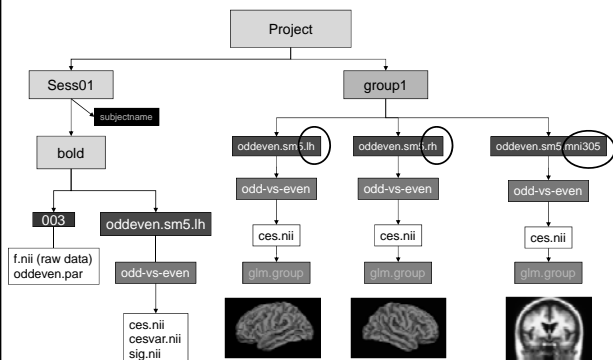 Project
Sess01
group1
subjectname
bold
oddeven.sm5.lh
oddeven.sm5.rh
oddeven.sm5.mni305
odd-vs-even
odd-vs-even
odd-vs-even
003
oddeven.sm5.lh
ces.nii
ces.nii
ces.nii
f.nii (raw data)
oddeven.par
odd-vs-even
glm.group
glm.group
glm.group
ces.nii
cesvar.nii
sig.nii